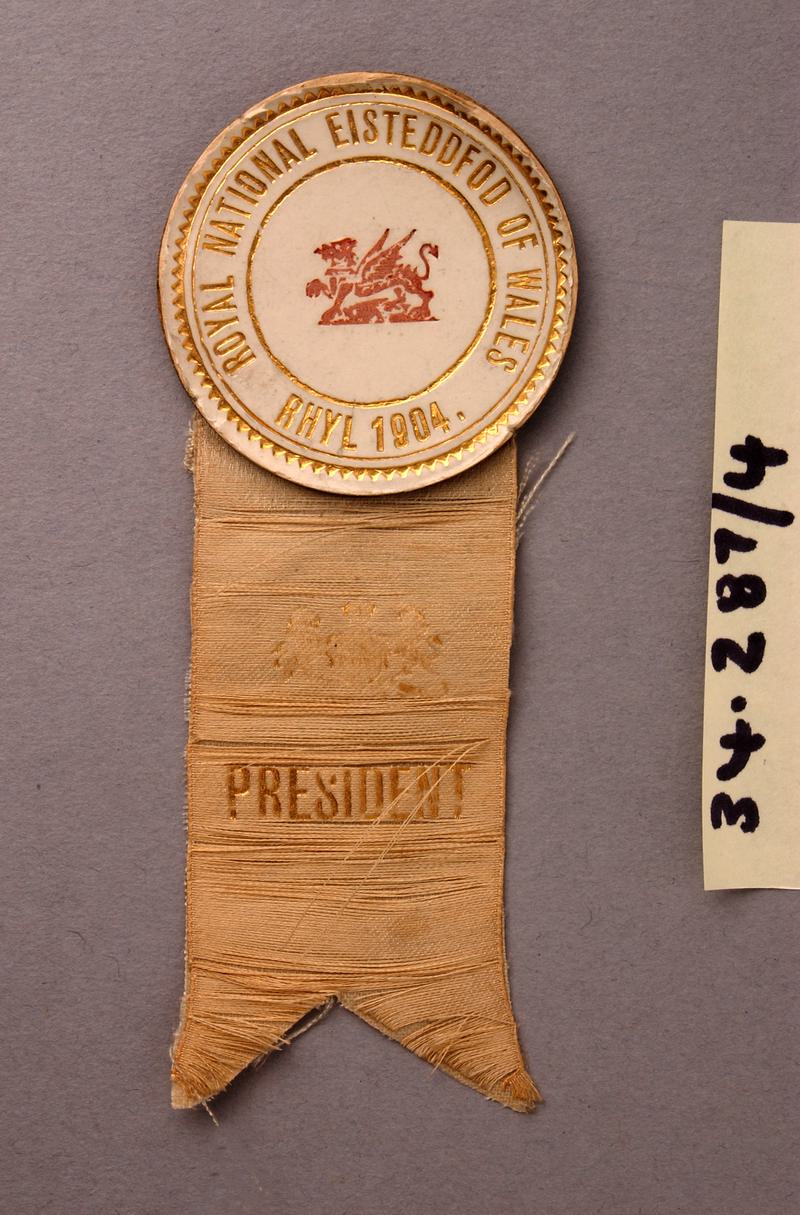 ROYAL NATIONAL EISTEDDFOD OF WALES
RHYL 1904.
PRESIDENT
34.287/4